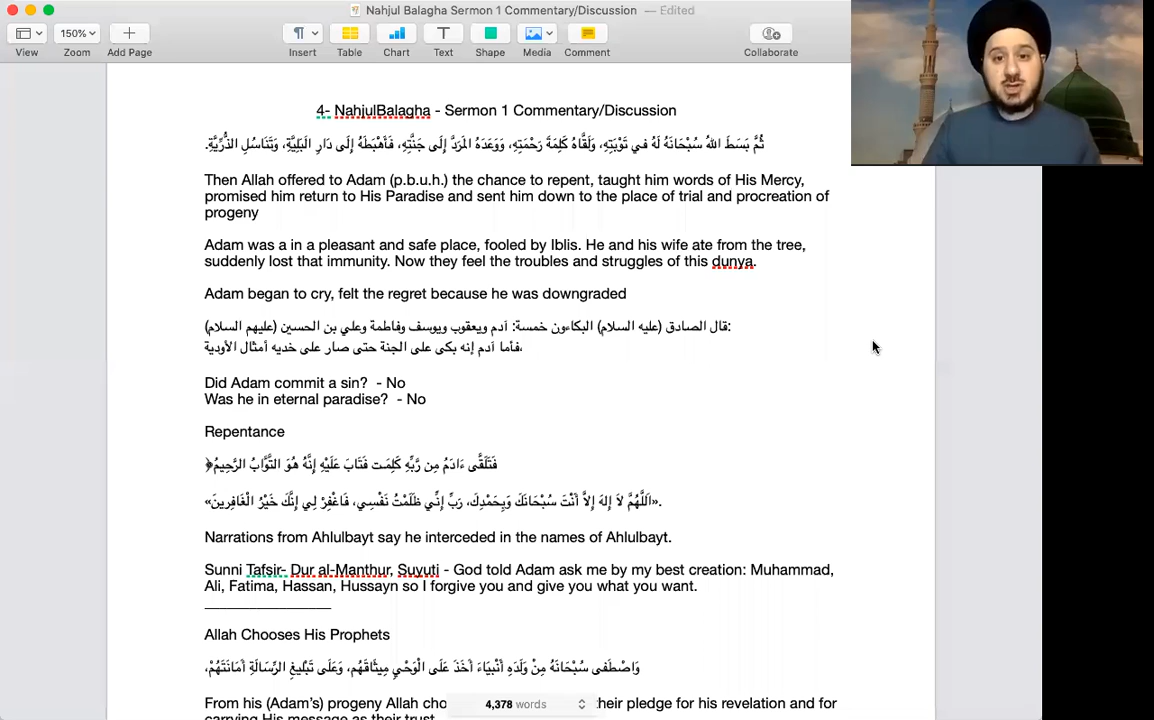 Nahjul Balagha Sermon 1 Commentary/Discussion — Edited
150%
View
Zoom
Add Page
Insert
Table
Chart
Text
Shape
Media
Comment
Collaborate
4- NahjulBalagha - Sermon 1 Commentary/Discussion
ثُمَّ بَسَطَ اللهُ سُبْحَانَهُ لَهُ في تَوْبَتِهِ، وَلَقَّاهُ كَلِمَةَ رَحْمَتِهِ، وَوَعَدَهُ المَرَدَّ إِلَى جَنَّتِهِ، فَأَهْبَطَهُ إِلَى دَارِ البَلِيَّةِ، وَتَنَاسُلِ الذُّرِّيَّةِ.
Then Allah offered to Adam (p.b.u.h.) the chance to repent, taught him words of His Mercy,
promised him return to His Paradise and sent him down to the place of trial and procreation of
progeny
Adam was a in a pleasant and safe place, fooled by Iblis. He and his wife ate from the tree,
suddenly lost that immunity. Now they feel the troubles and struggles of this dunya.
Adam began to cry, felt the regret because he was downgraded
قال الصادق (عليه السلام) البكاءون خمسة: آدم ويعقوب ويوسف وفاطمة وعلي بن الحسين (عليهم السلام):
فأما آدم إنه بكى على الجنة حتى صار على خديه أمثال الأودية،
Did Adam commit a sin?  - No
Was he in eternal paradise?  - No
Repentance
فَتَلَقَّى ءَادَمُ مِن رَّبِّهِ كَلِمَٰت فَتَابَ عَلَيْهِ إِنَّهُ هُوَ التَّوَّابُ الرَّحِيمُ﴿
«اَللَّهُمَّ لاَ إِلهَ إِلاَّ أَنْتَ سُبْحَانَكَ وَبِحَمْدِكَ، رَبِّ إِنِّي ظَلَمْتُ نَفْسِي، فَاغْفِرْ لِي إِنَّكَ خَيْرُ الْغَافِرِينَ».
Narrations from Ahlulbayt say he interceded in the names of Ahlulbayt.
Sunni Tafsir- Dur al-Manthur, Suyuti - God told Adam ask me by my best creation: Muhammad,
Ali, Fatima, Hassan, Hussayn so I forgive you and give you what you want.
Allah Chooses His Prophets
وَاصْطَفى سُبْحَانَهُ مِنْ وَلَدِهِ أَنْبِيَاءَ أَخَذَ عَلَى الْوَحْيِ مِيثَاقَهُم، وَعَلَى تَبْلِيغِ الرِّسَالَةِ أَمَانَتَهُمْ،
From his (Adam's) progeny Allah cho
4,378 words
heir pledge for his revelation and for
carrying His message as their trust